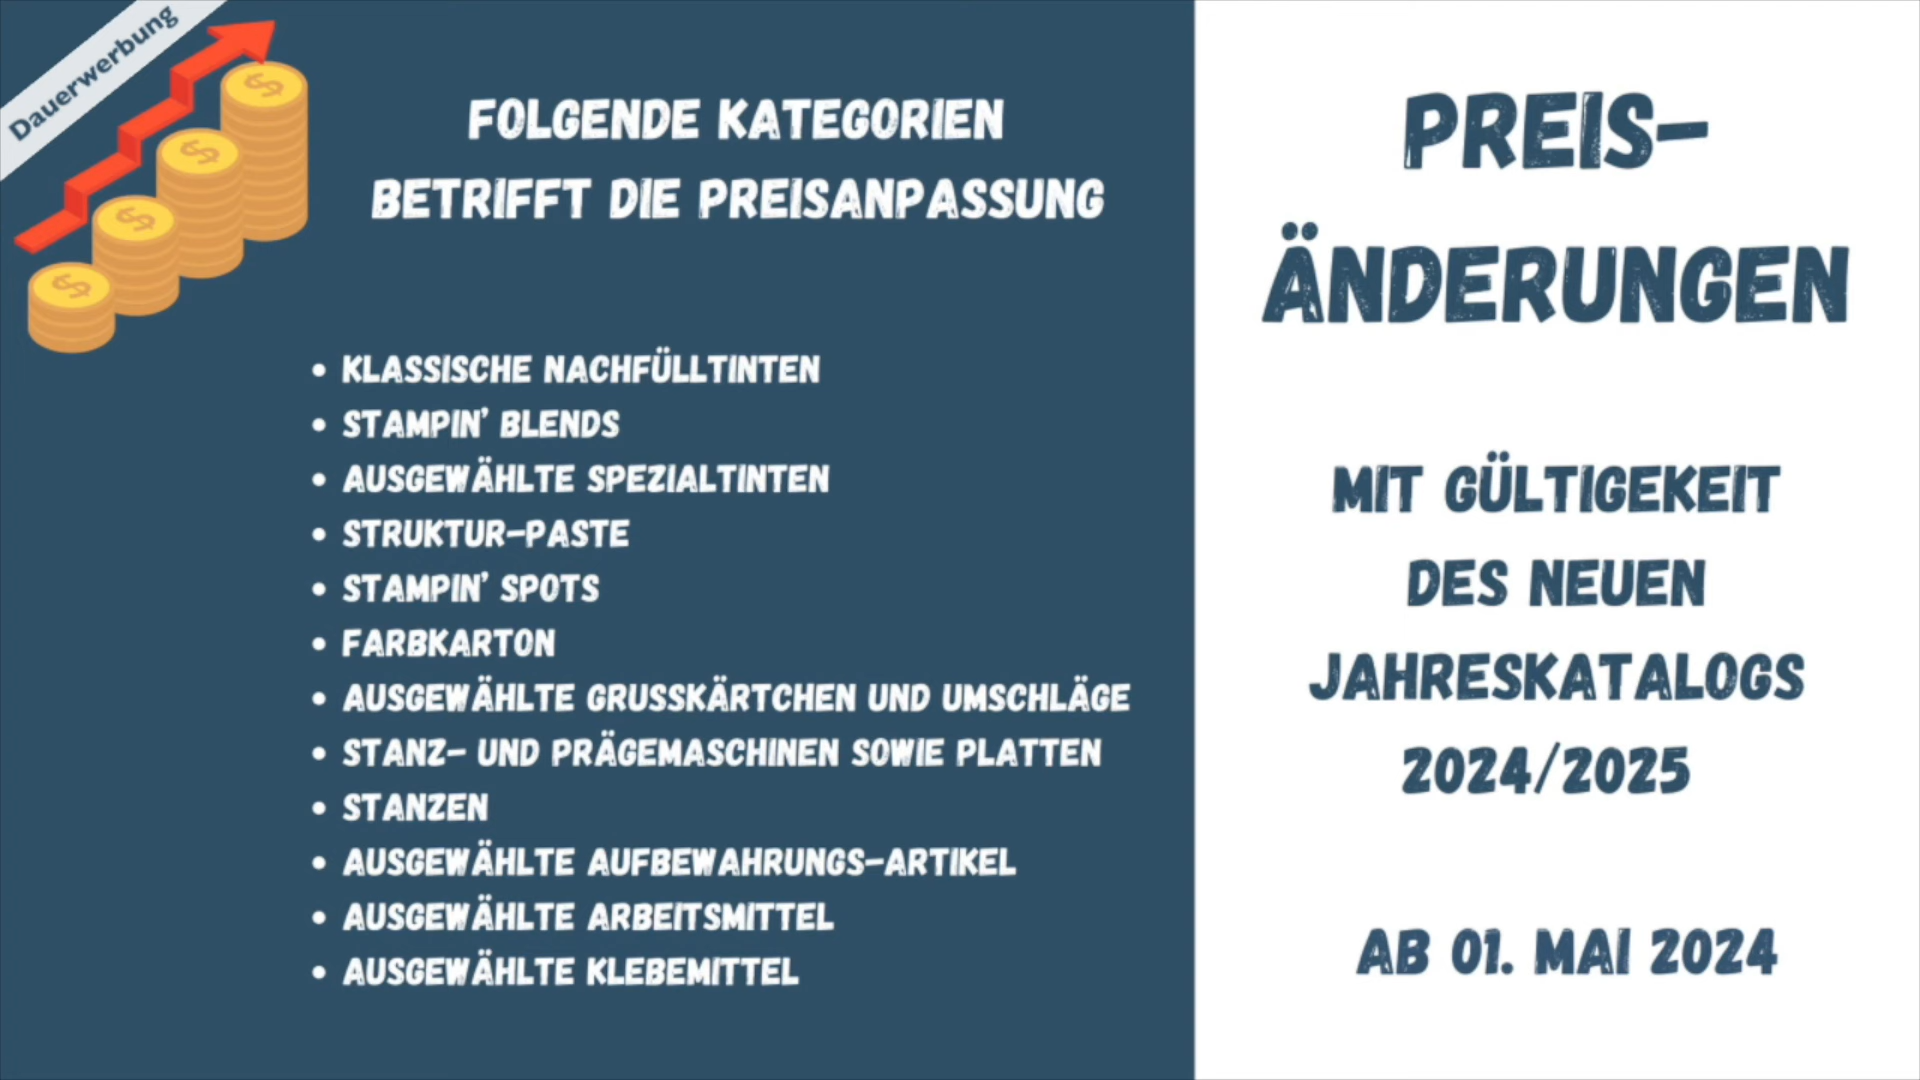 Dauerwerbung
FOLGENDE KATEGORIEN
BETRIFFT DIE PREISANPASSUNG
• KLASSISCHE NACHFÜLLTINTEN
• STAMPIN' BLENDS
• AUSGEWÄHLTE SPEZIALTINTEN
• STRUKTUR-PASTE
• STAMPIN' SPOTS
• FARBKARTON
• AUSGEWÄHLTE GRUSSKÄRTCHEN UND UMSCHLÄGE
• STANZ- UND PRÄGEMASCHINEN SOWIE PLATTEN
• STANZEN
• AUSGEWÄHLTE AUFBEWAHRUNGS-ARTIKEL
• AUSGEWÄHLTE ARBEITSMITTEL
• AUSGEWÄHLTE KLEBEMITTEL
PREIS-
ÄNDERUNGEN
MIT GÜLTIGEKEIT
DES NEUEN
JAHRESKATALOGS
2024/2025
AB 01. MAI 2024